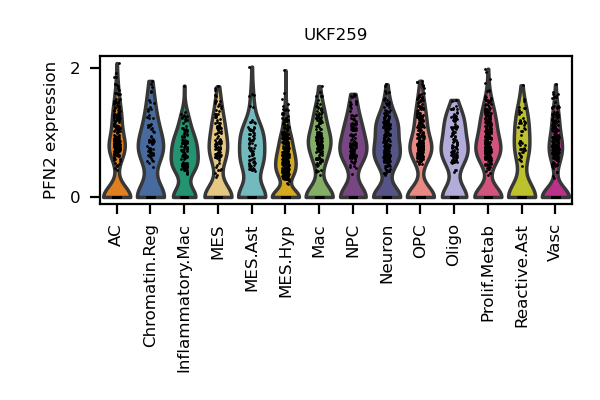 UKF259
PFN2 expression
2
0
AC
Chromatin.Reg
Inflammatory.Mac
MES
MES.Ast
MES.Hyp
Mac
NPC
Neuron
OPC
Oligo
Prolif.Metab
Reactive.Ast
Vasc